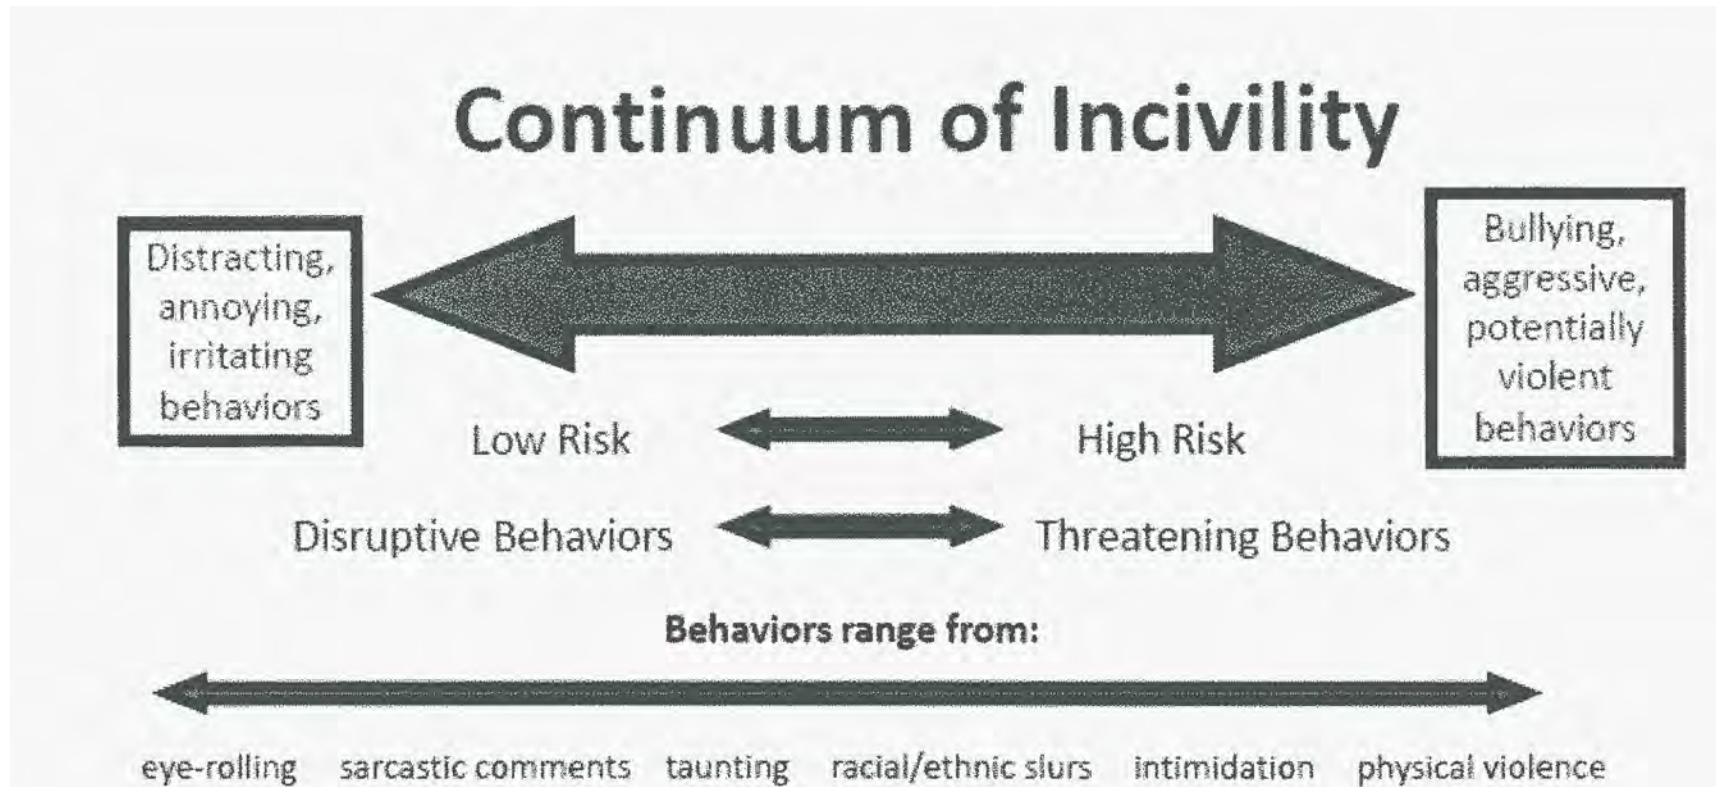 Continuum of Incivility
Distracting,
annoying,
irritating
behaviors
Bullying,
aggressive,
potentially
violent
behaviors
Low Risk
High Risk
Disruptive Behaviors
Threatening Behaviors
Behaviors range from:
eye-rolling sarcastic comments taunting racial/ethnic slurs intimidation physical violence